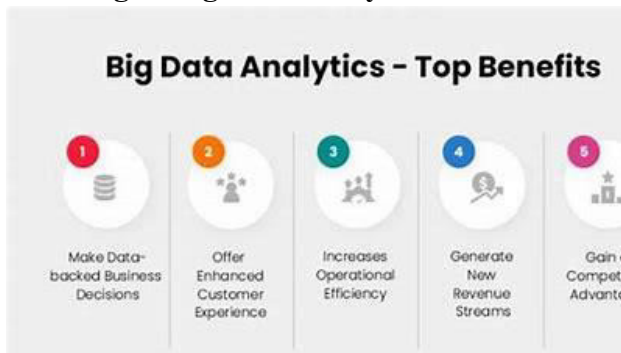 Big Data Analytics - Top Benefits
1
2
3
4
5
Make Data-
backed Business
Decisions
Offer
Enhanced
Customer
Experience
Increases
Operational
Efficiency
Generate
New
Revenue
Streams
Gain